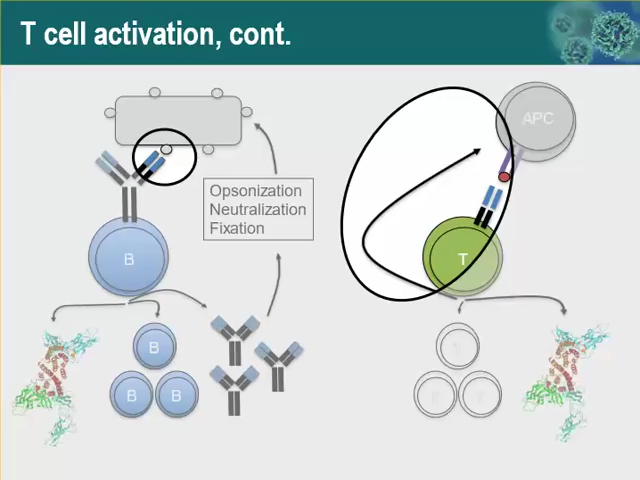 T cell activation, cont.
APC
Opsonization
Neutralization
Fixation
B
T
B
B
B